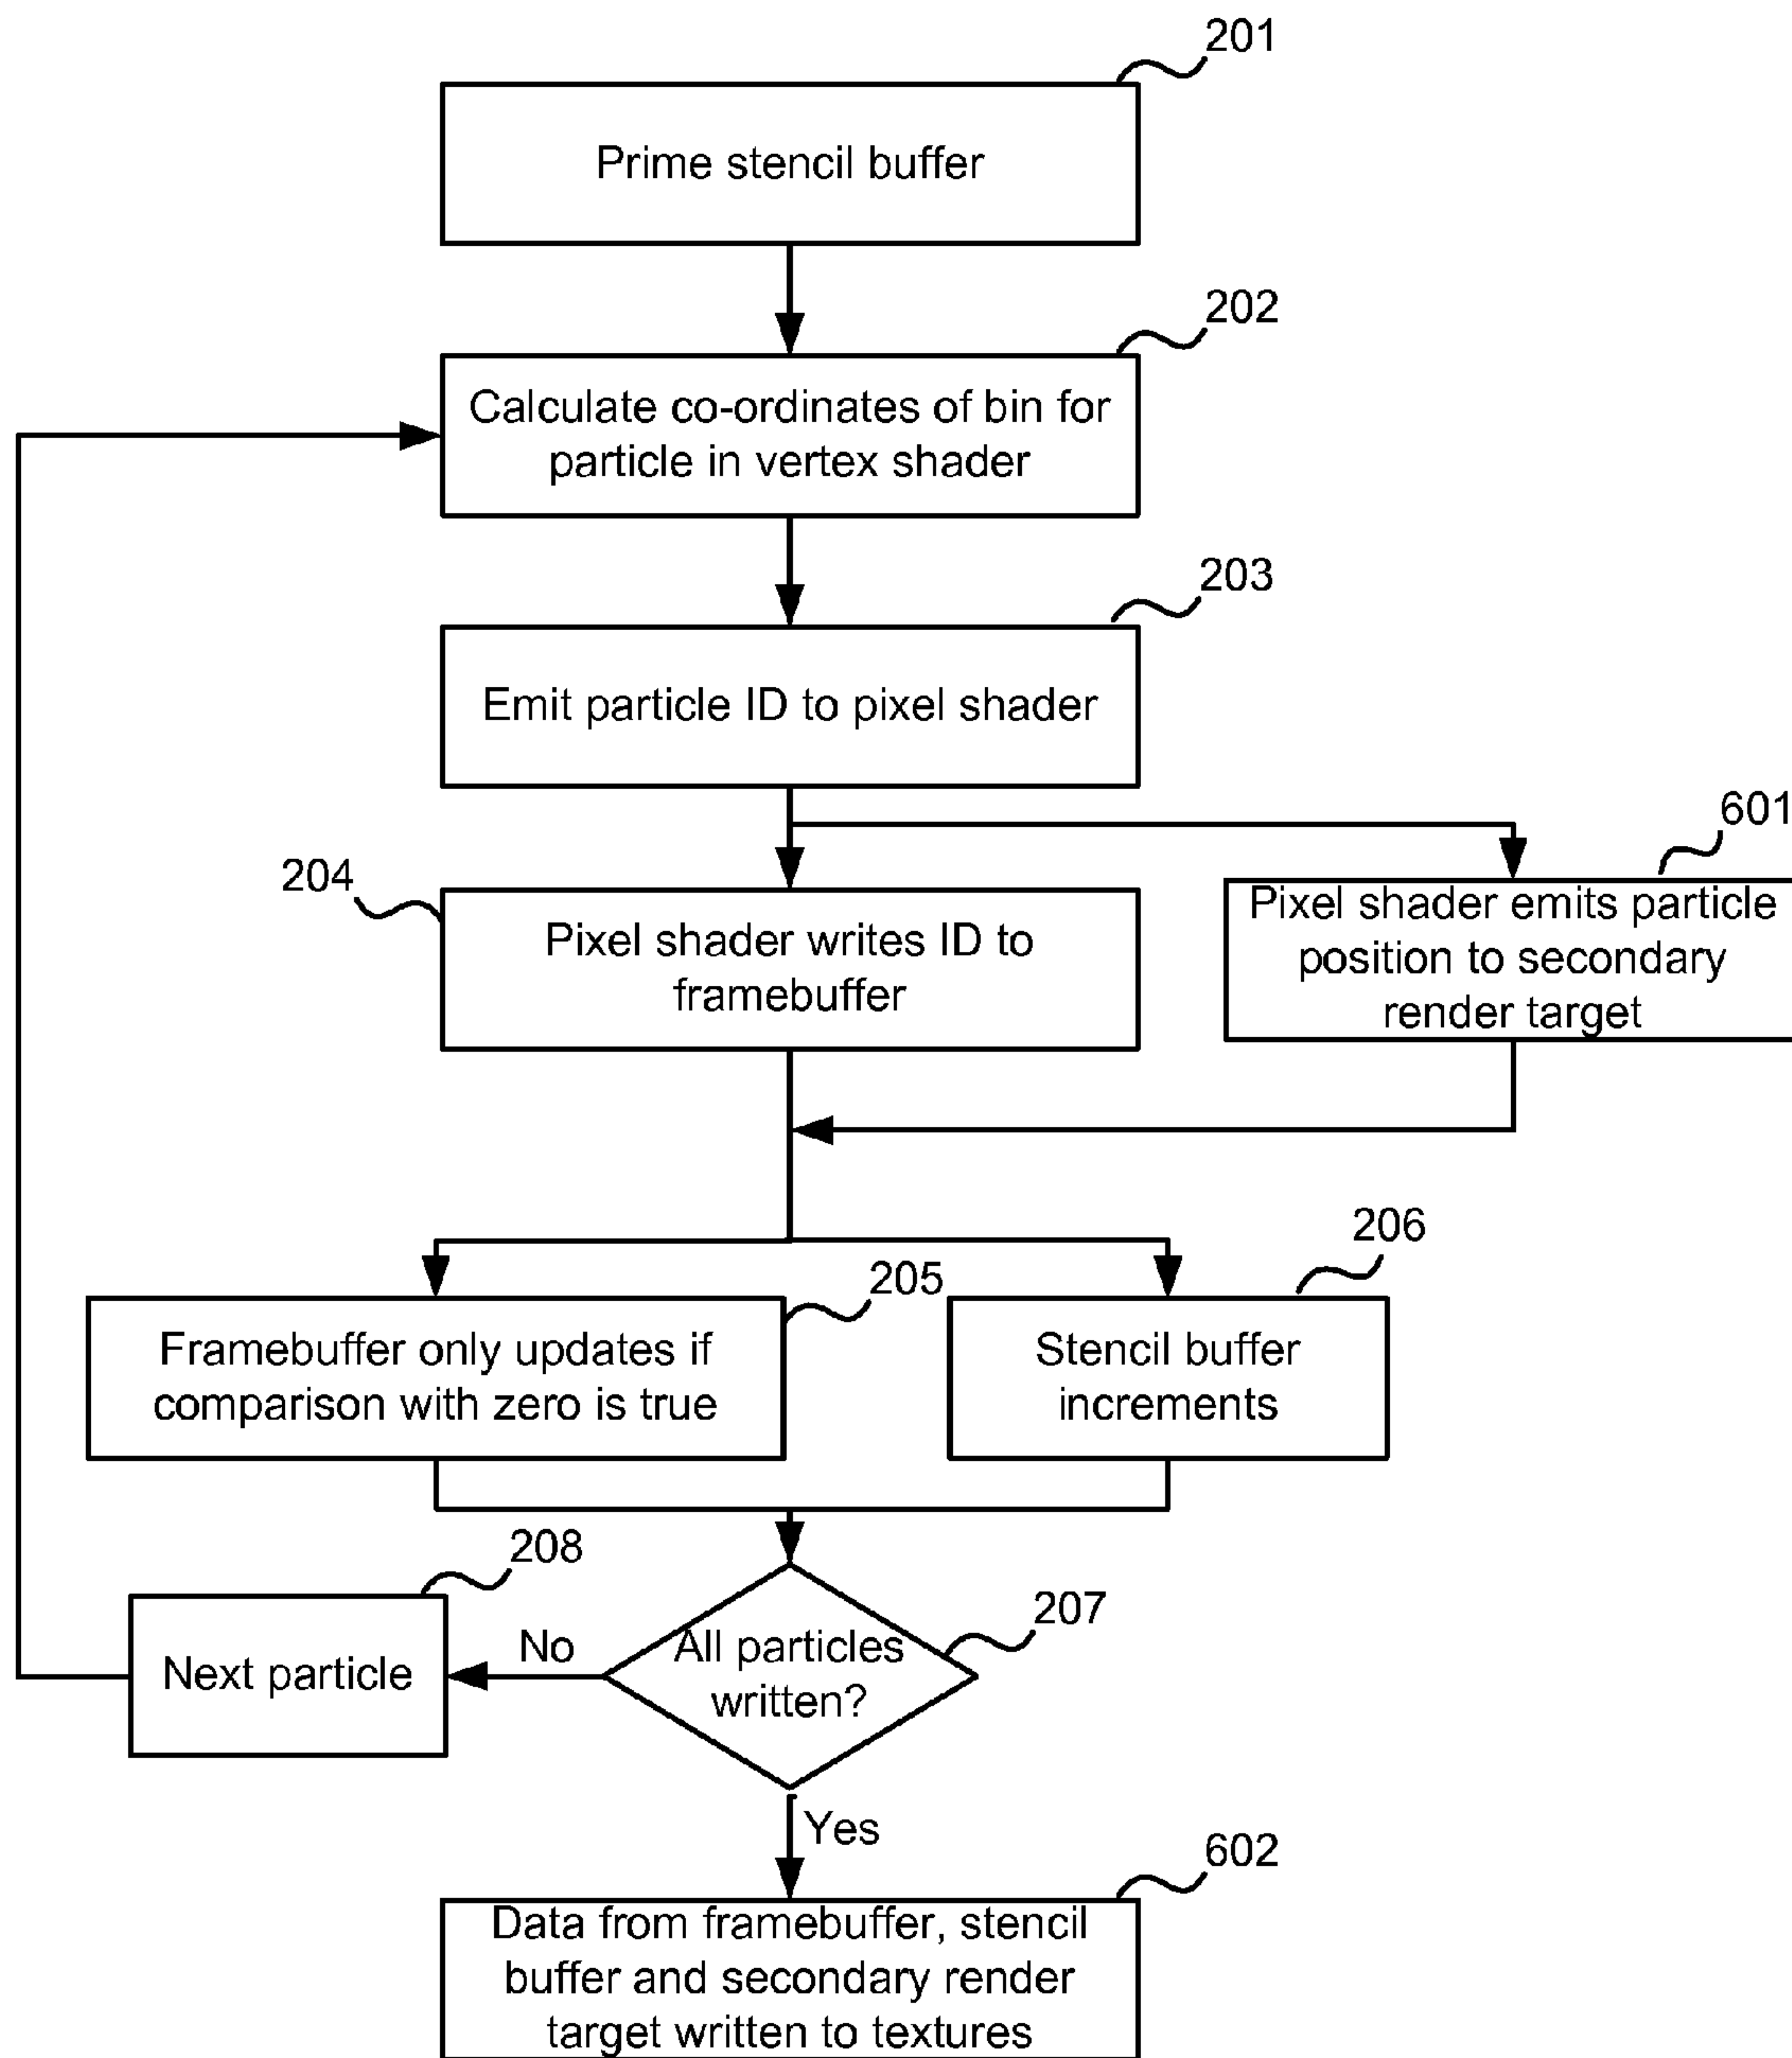 201
Prime stencil buffer
202
Calculate co-ordinates of bin for
particle in vertex shader
203
Emit particle ID to pixel shader
601
204
Pixel shader writes ID to
framebuffer
Pixel shader emits particle
position to secondary
render target
206
205
Framebuffer only updates if
comparison with zero is true
Stencil buffer
increments
208
207
Next particle
No
All particles
written?
Yes
602
Data from framebuffer, stencil
buffer and secondary render
target written to textures